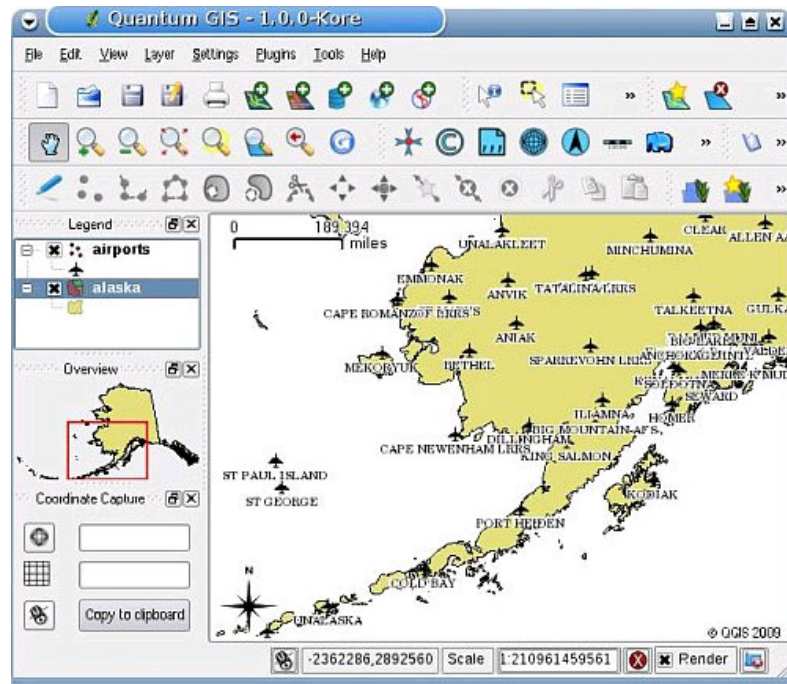 Quantum GIS - 1,0,0-Kore
File Edit View Layer Settings Plugins Tools Help
Legend
airports
alaska
Overview
Coordinate Capture
Copy to clipboard
0 189,394
miles
UNALAKLEET
MINCHUMINA
CLEAR
ALLEN AA
EMMONAK
ANVIK
TATALINA LRRS
TALKEETNA
GULKA
CAPE ROMANZOF LRRS
ANIAK
MEKORYUK
BETHEL
SPARREVOHN LRRS
SOLDOTNA
SEWARD
HOMER
ILIAMNA
BIG MOUNTAIN AFS
DILLINGHAM
CAPE NEWENHAM LRRS
KING SALMON
ST PAUL ISLAND
ST GEORGE
KODIAK
PORT HEIDEN
COLD BAY
UNALASKA
N
© QGIS 2009
-2362286,2892560 Scale 1:210961459561 Render